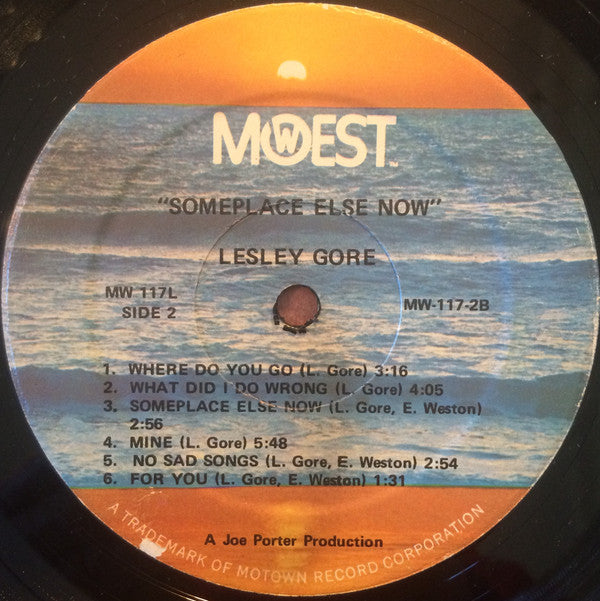 MOWEST™
"SOMEPLACE ELSE NOW"
LESLEY GORE
MW 117L
SIDE 2
MW-117-2B
1. WHERE DO YOU GO (L. Gore) 3:16
2. WHAT DID I DO WRONG (L. Gore) 4:05
3. SOMEPLACE ELSE NOW (L. Gore, E. Weston)
2:56
4. MINE (L. Gore) 5:48
5. NO SAD SONGS (L. Gore, E. Weston) 2:54
6. FOR YOU (L. Gore, E. Weston) 1:31
A Joe Porter Production
A TRADEMARK OF MOTOWN RECORD CORPORATION